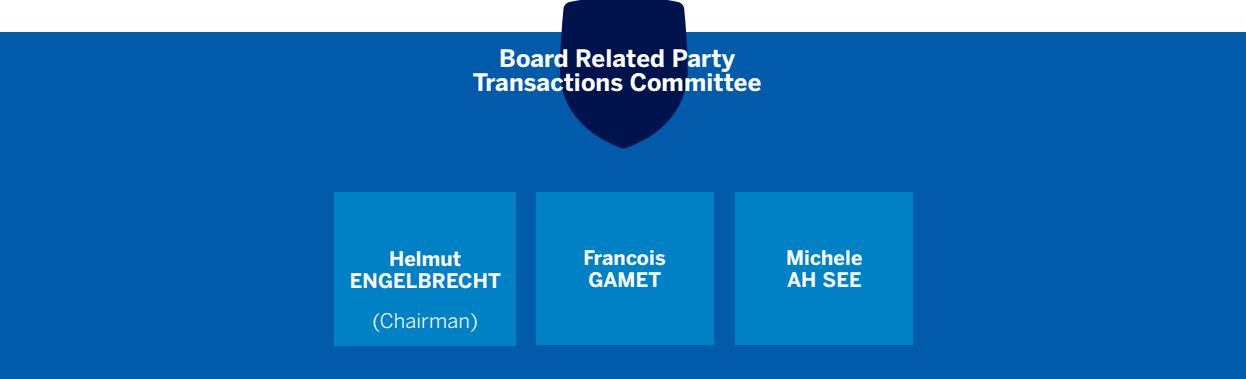 Board Related Party
Transactions Committee
Helmut
ENGELBRECHT
(Chairman)
Francois
GAMET
Michele
AH SEE